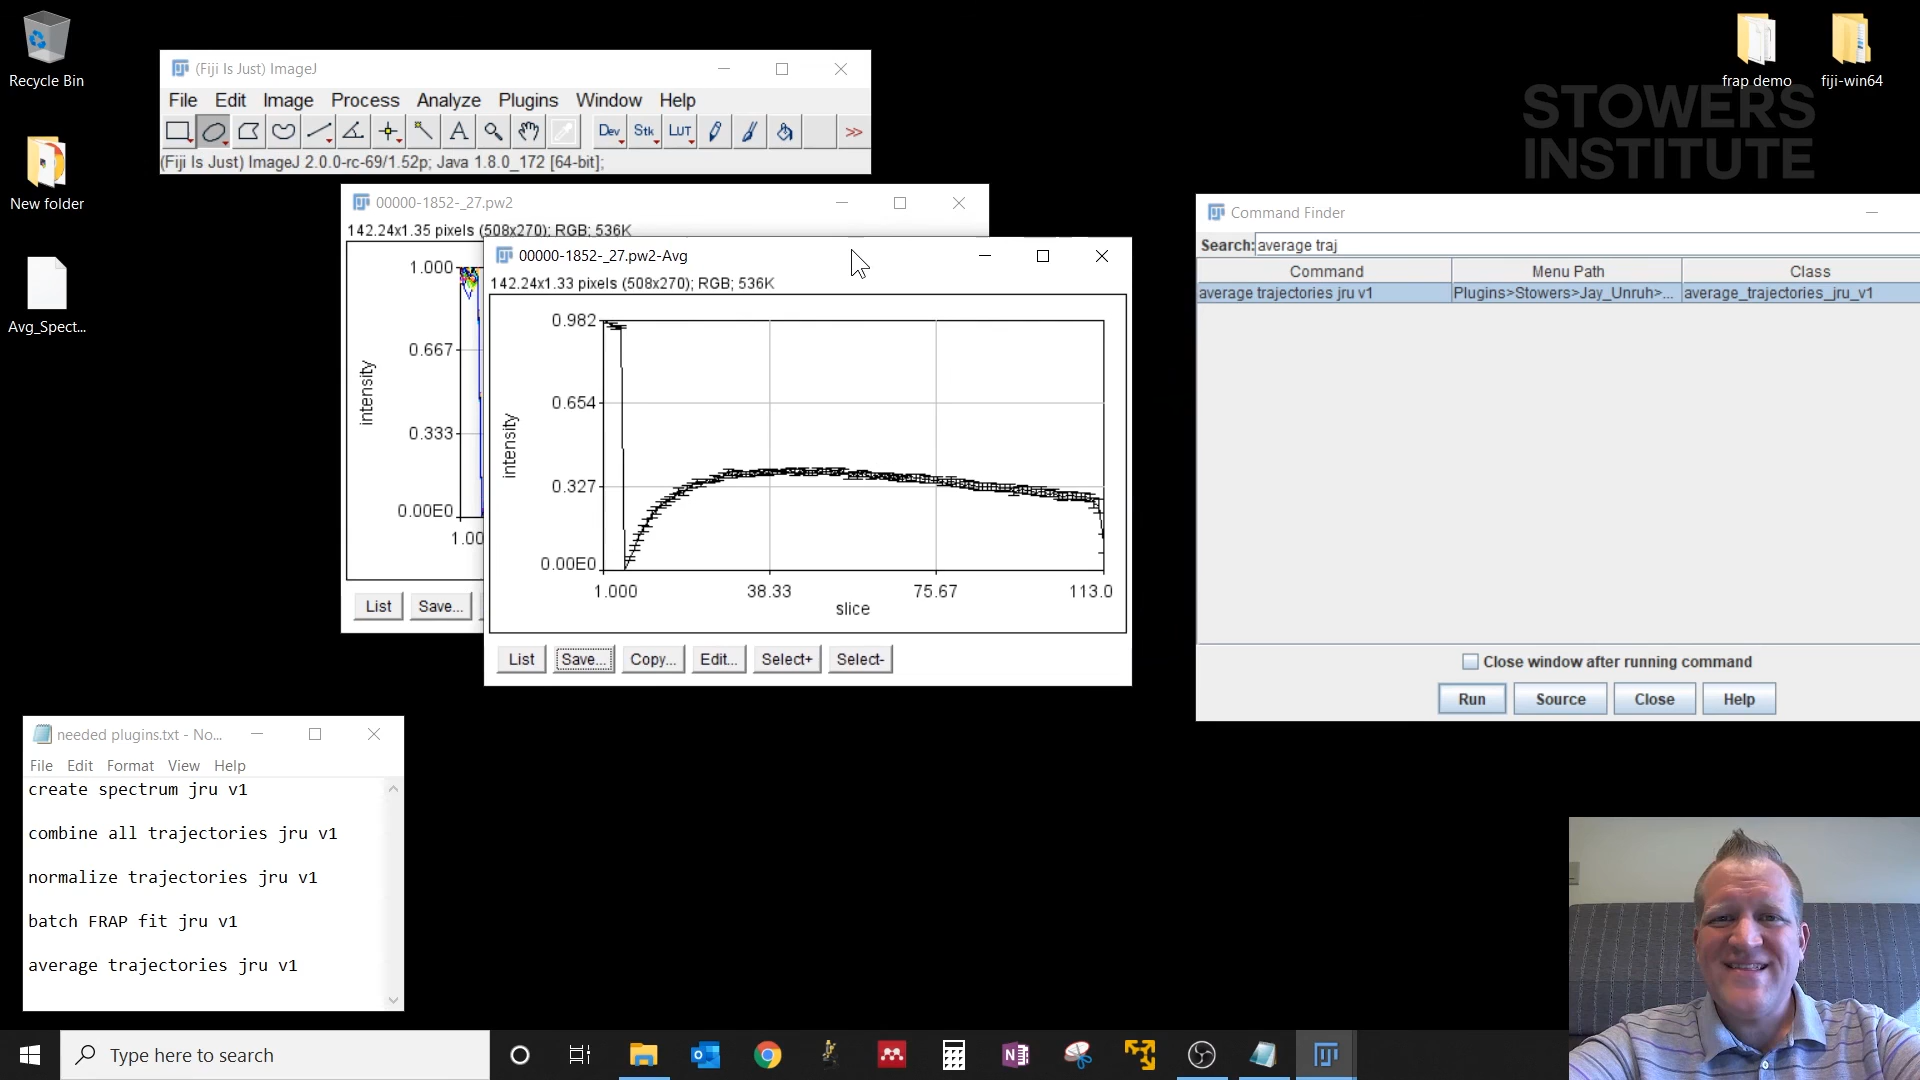 Recycle Bin
New folder
Avg_Spect...
(Fiji Is Just) ImageJ
File Edit Image Process Analyze Plugins Window Help
A Dev Stk LUT >>
(Fiji Is Just) ImageJ 2.0.0-rc-69/1.52p; Java 1.8.0_172 [64-bit];
frap demo
fiji-win64
STOWERS
INSTITUTE
00000-1852-_27.pw2
142.24x1.35 pixels (508x270); RGB; 536K
1.000
0.667
0.333
0.00E0
1.00
intensity
List Save...
00000-1852-_27.pw2-Avg
142.24x1.33 pixels (508x270); RGB; 536K
0.982
0.654
0.327
0.00E0
intensity
1.000 38.33 75.67 113.0
slice
List Save... Copy... Edit... Select+ Select-
Command Finder
Search: average traj
Command Menu Path Class
average trajectories jru v1 Plugins>Stowers>Jay_Unruh>... average_trajectories_jru_v1
Close window after running command
Run Source Close Help
needed plugins.txt - No...
File Edit Format View Help
create spectrum jru v1
combine all trajectories jru v1
normalize trajectories jru v1
batch FRAP fit jru v1
average trajectories jru v1
Type here to search